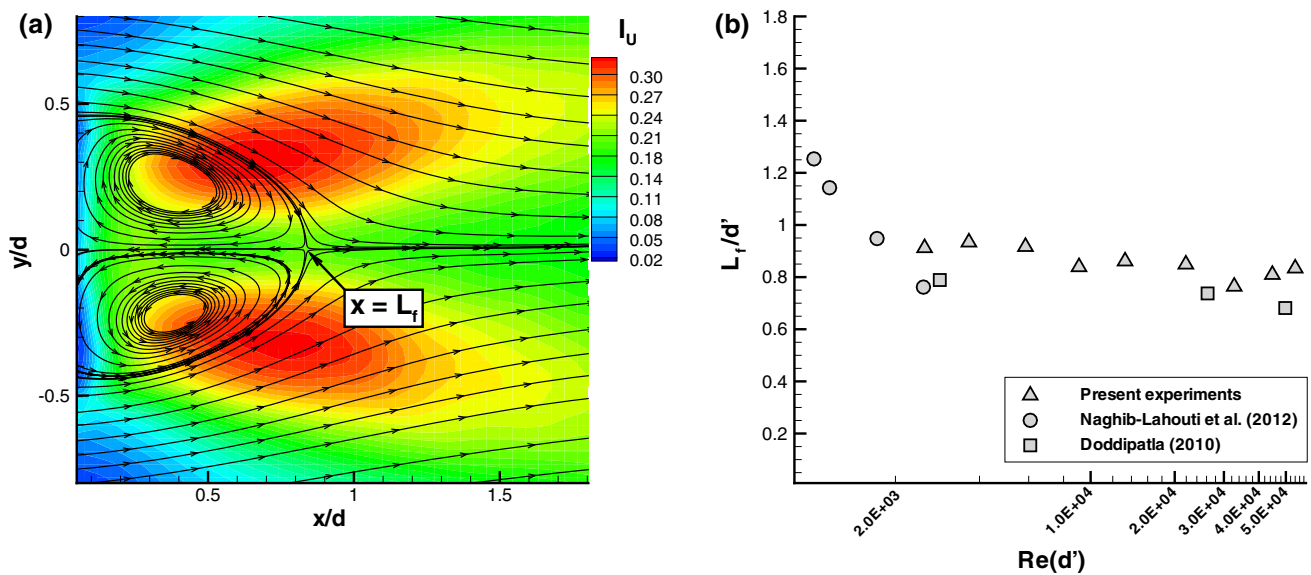 (a)
I_U
0.30
0.27
0.24
0.21
0.18
0.14
0.11
0.08
0.05
0.02
y/d
0.5
0
-0.5
x = L_f
0.5
1
1.5
x/d
(b)
L_f/d'
1.8
1.6
1.4
1.2
1
0.8
0.6
0.4
0.2
Present experiments
Naghib-Lahouti et al. (2012)
Doddipatla (2010)
2.0E+03
1.0E+04
2.0E+04
3.0E+04
4.0E+04
5.0E+04
Re(d')